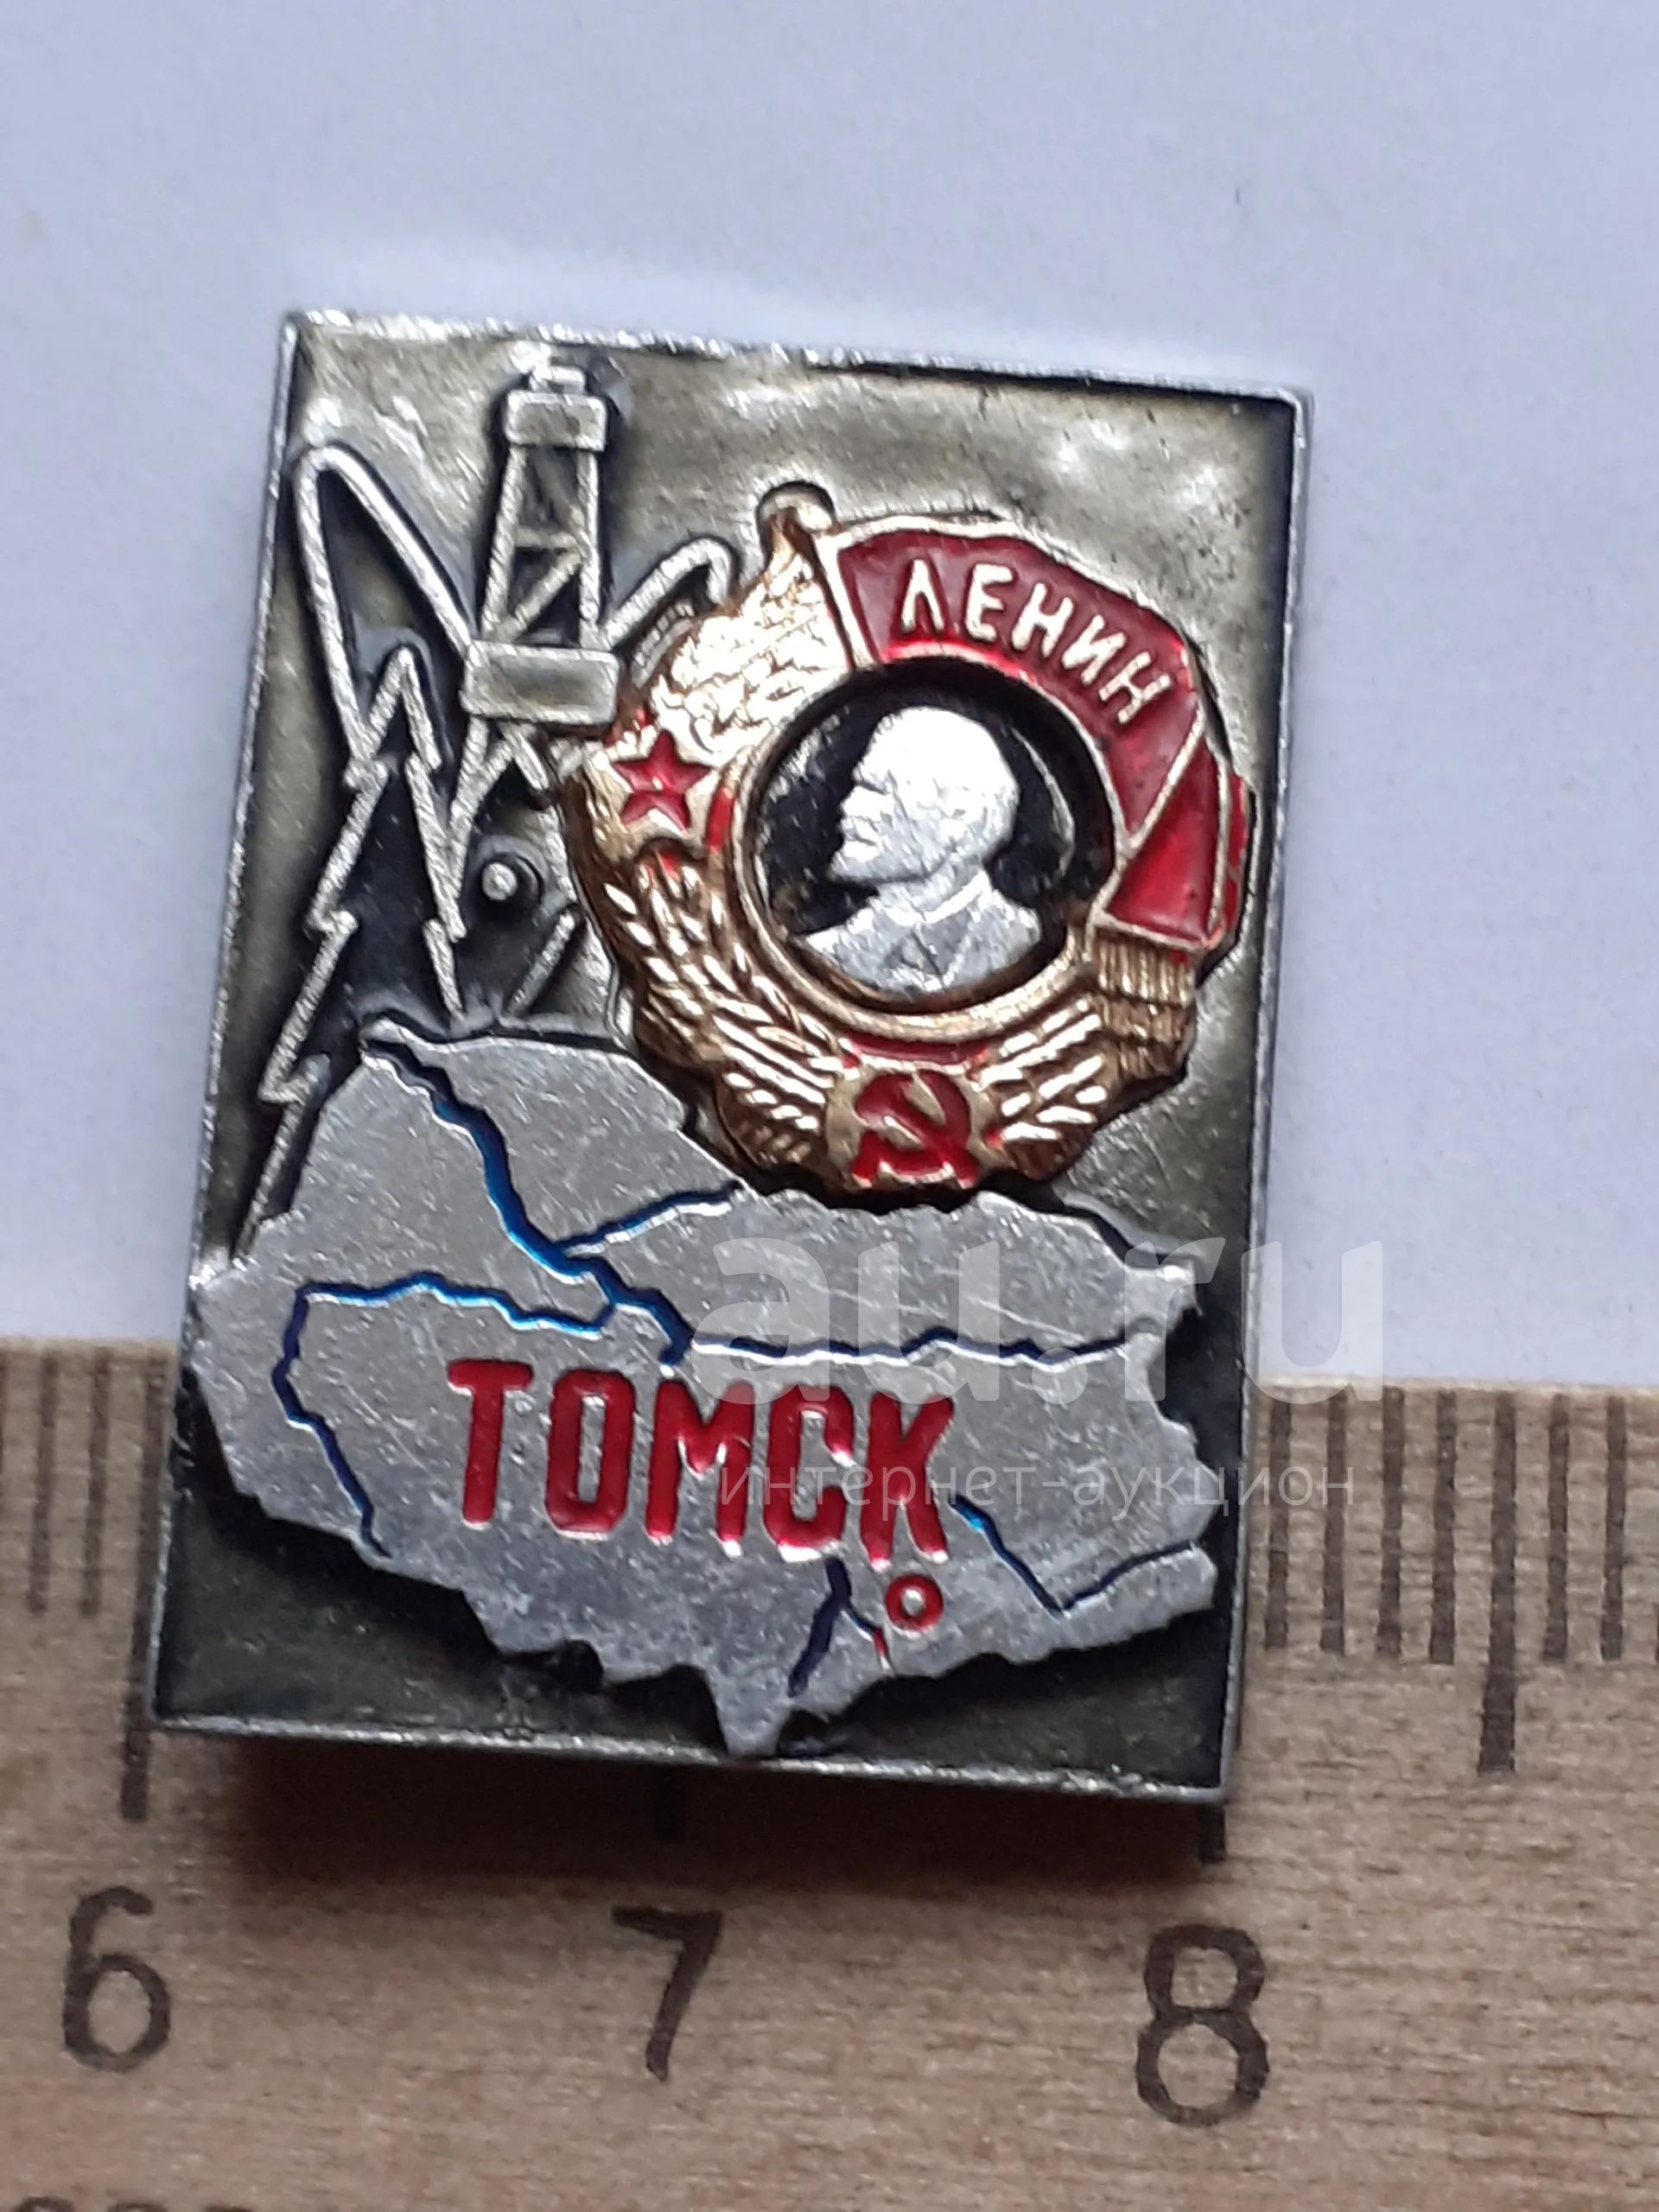 ЛЕНИН
au.ru
ТОМСК
интернет-аукцион
6 7 8